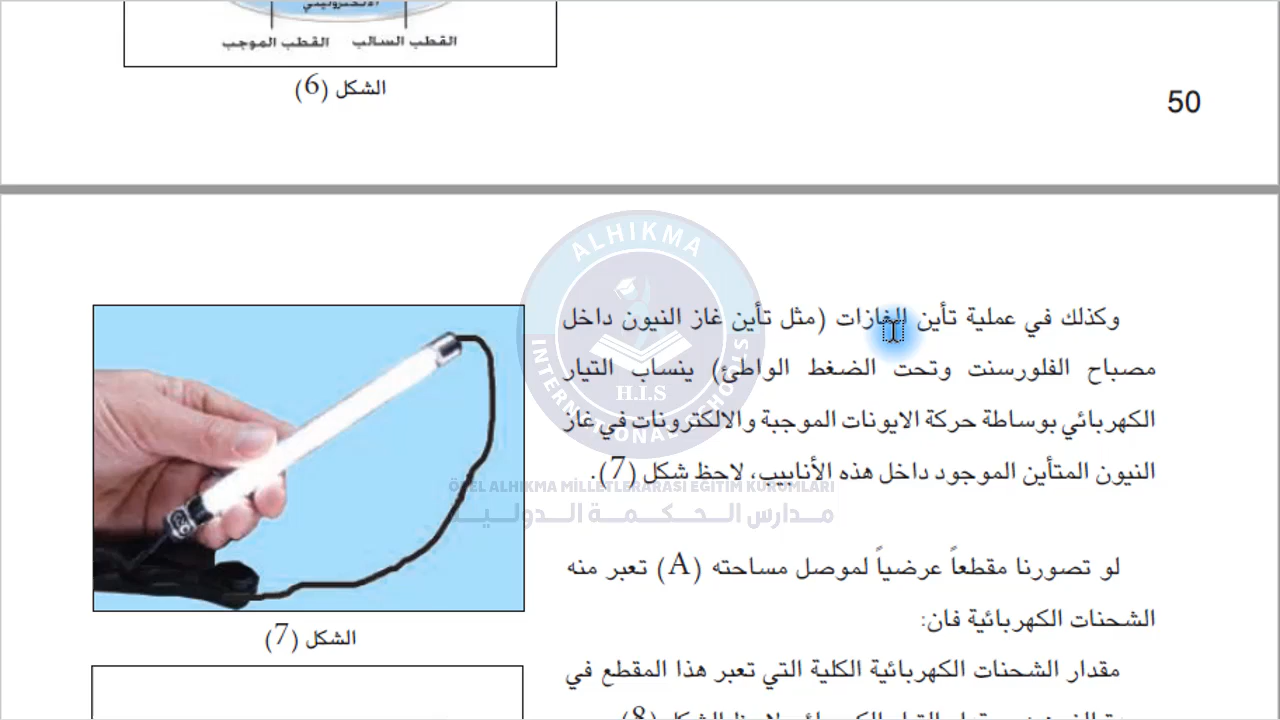 الالكتروليتي
القطب الموجب القطب السالب
الشكل (6)
50
وكذلك في عملية تأين الغازات (مثل تأين غاز النيون داخل
مصباح الفلورسنت وتحت الضغط الواطئ) ينساب التيار
الكهربائي بوساطة حركة الايونات الموجبة والالكترونات في غاز
النيون المتأين الموجود داخل هذه الأنابيب، لاحظ شكل (7).
لو تصورنا مقطعاً عرضياً لموصل مساحته (A) تعبر منه
الشحنات الكهربائية فان:
مقدار الشحنات الكهربائية الكلية التي تعبر هذا المقطع في
الشكل (7)
ALHIKMA
INTERNATIONAL SCHOOLS
H.I.S
ÖZEL ALHIKMA MİLLETLERARASI EĞİTİM KURUMLARI
مدارس الحكمة الدولية